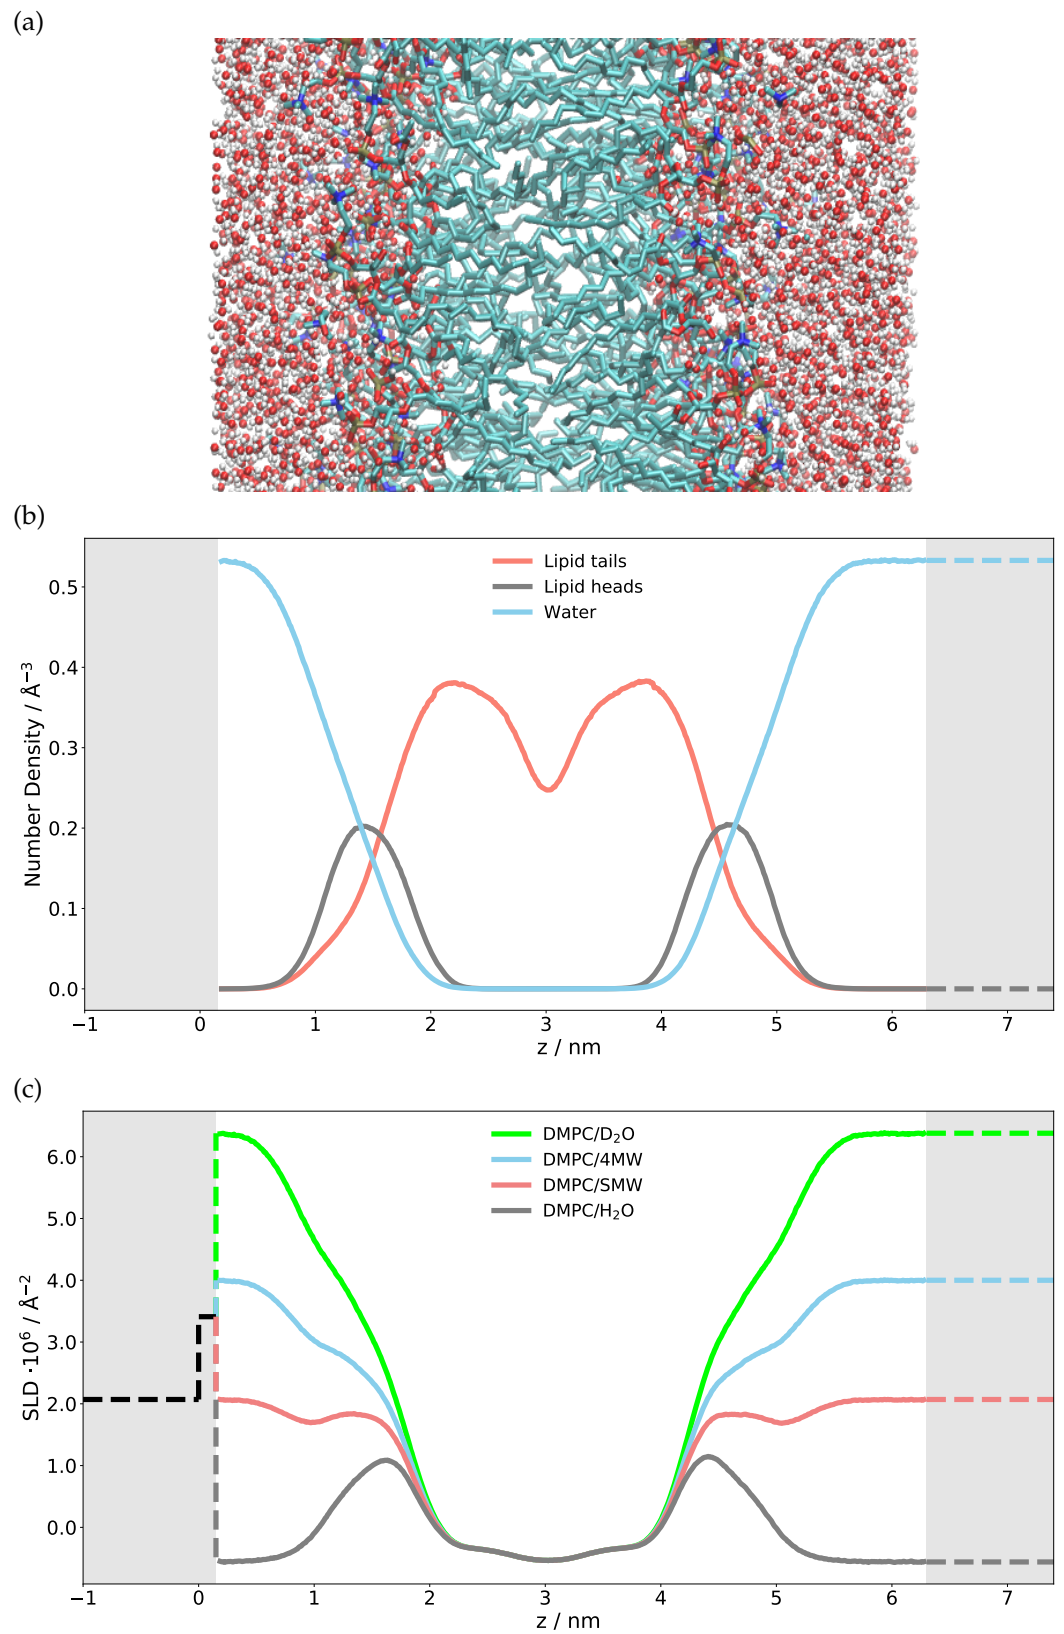 (a)
(b)
Lipid tails
Lipid heads
Water
0.5
0.4
0.3
0.2
0.1
0.0
Number Density / Å⁻³
−1 0 1 2 3 4 5 6 7
z / nm
(c)
DMPC/D₂O
DMPC/4MW
DMPC/SMW
DMPC/H₂O
6.0
5.0
4.0
3.0
2.0
1.0
0.0
SLD ·10⁶ / Å⁻²
−1 0 1 2 3 4 5 6 7
z / nm